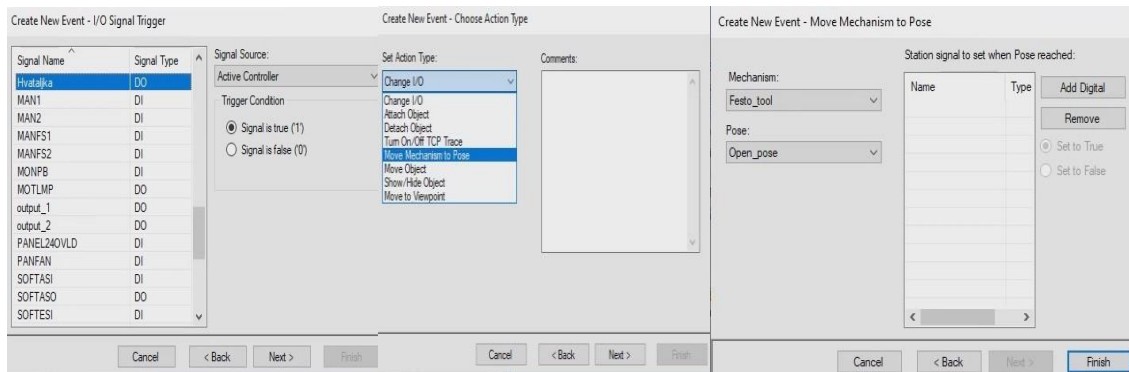 Create New Event - I/O Signal Trigger
Signal Name Signal Type
Hvataljka DO
MAN1 DI
MAN2 DI
MANFS1 DI
MANFS2 DI
MONPB DI
MOTLMP DO
output_1 DO
output_2 DO
PANEL24OVLD DI
PANFAN DI
SOFTASI DI
SOFTASO DO
SOFTESI DI
Signal Source:
Active Controller
Trigger Condition
Signal is true ('1')
Signal is false ('0')
Cancel < Back Next > Finish
Create New Event - Choose Action Type
Set Action Type:
Change I/O
Change I/O
Attach Object
Detach Object
Turn On/Off TCP Trace
Move Mechanism to Pose
Move Object
Show/Hide Object
Move to Viewpoint
Comments:
Cancel < Back Next > Finish
Create New Event - Move Mechanism to Pose
Mechanism:
Festo_tool
Pose:
Open_pose
Station signal to set when Pose reached:
Name Type
Add Digital
Remove
Set to True
Set to False
Cancel < Back Next > Finish